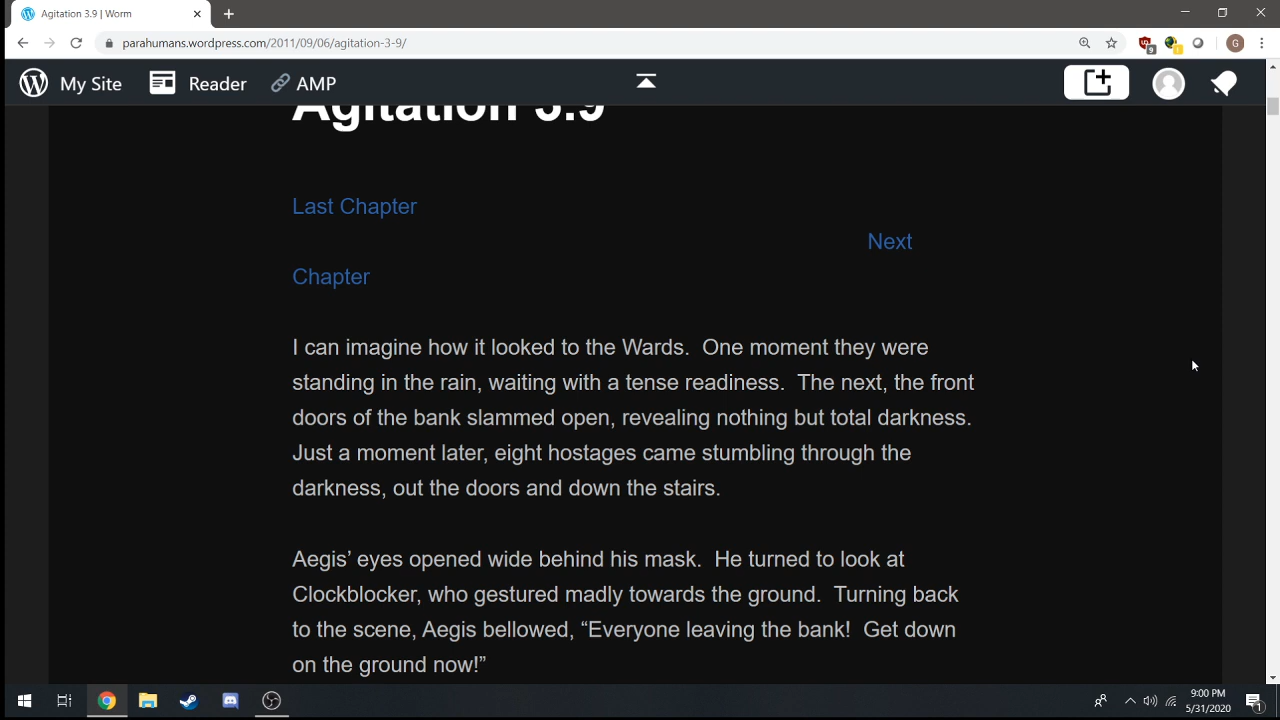 Agitation 3.9 | Worm
parahumans.wordpress.com/2011/09/06/agitation-3-9/
9
G
My Site
Reader
AMP
Agitation 3.9
Last Chapter
Next
Chapter
I can imagine how it looked to the Wards.  One moment they were
standing in the rain, waiting with a tense readiness.  The next, the front
doors of the bank slammed open, revealing nothing but total darkness.
Just a moment later, eight hostages came stumbling through the
darkness, out the doors and down the stairs.
Aegis’ eyes opened wide behind his mask.  He turned to look at
Clockblocker, who gestured madly towards the ground.  Turning back
to the scene, Aegis bellowed, “Everyone leaving the bank!  Get down
on the ground now!”
9:00 PM
5/31/2020
1